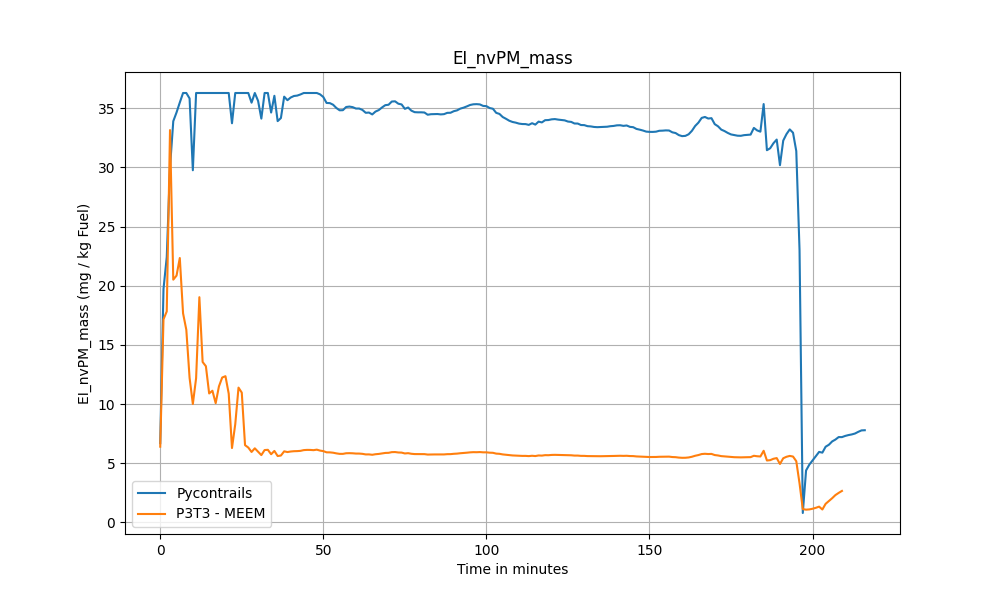 EI_nvPM_mass
EI_nvPM_mass (mg / kg Fuel)
35
30
25
20
15
10
5
0
Pycontrails
P3T3 - MEEM
0 50 100 150 200
Time in minutes